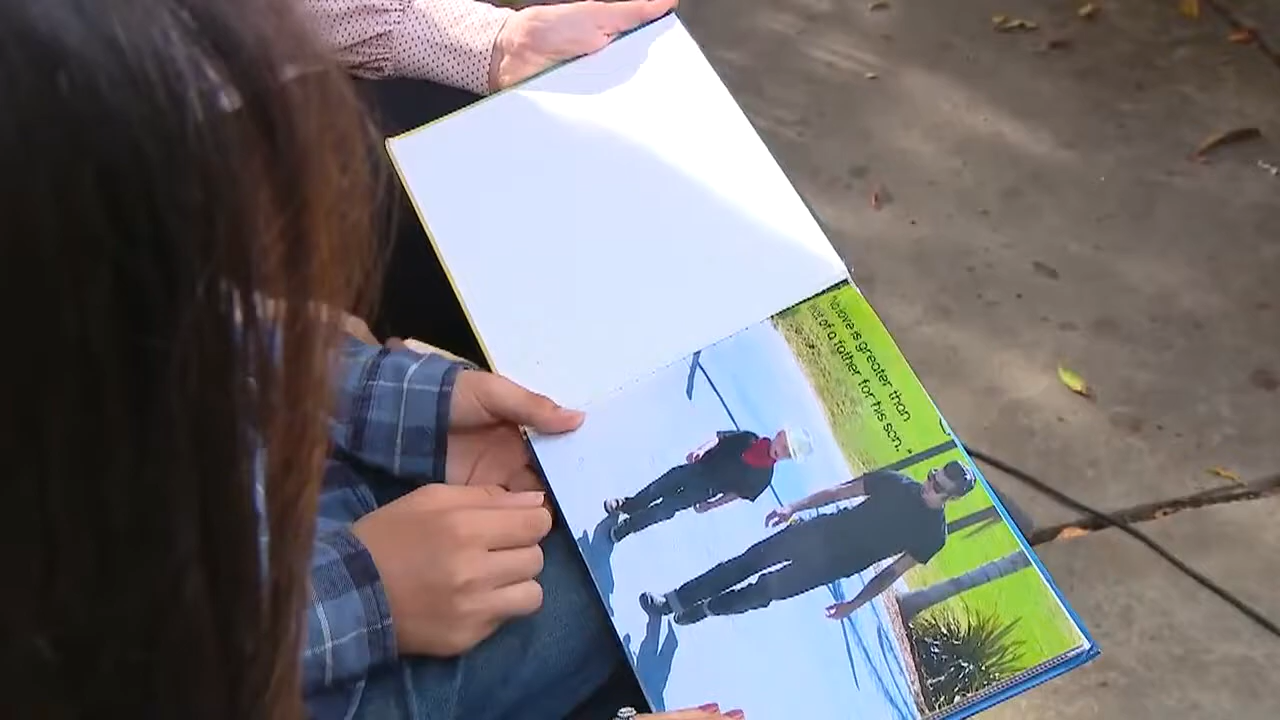 No love is greater than
that of a father for his son.